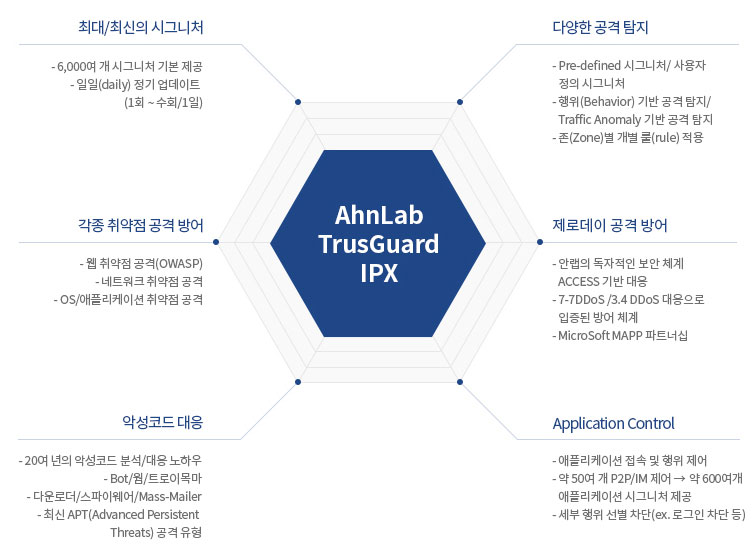 최대/최신의 시그니처
- 6,000여 개 시그니처 기본 제공
- 일일(daily) 정기 업데이트
(1회 ~ 수회/1일)
다양한 공격 탐지
- Pre-defined 시그니처/ 사용자
정의 시그니처
- 행위(Behavior) 기반 공격 탐지/
Traffic Anomaly 기반 공격 탐지
- 존(Zone)별 개별 룰(rule) 적용
AhnLab
TrusGuard
IPX
각종 취약점 공격 방어
- 웹 취약점 공격(OWASP)
- 네트워크 취약점 공격
- OS/애플리케이션 취약점 공격
제로데이 공격 방어
- 안랩의 독자적인 보안 체계
ACCESS 기반 대응
- 7-7DDoS /3.4 DDoS 대응으로
입증된 방어 체계
- MicroSoft MAPP 파트너십
악성코드 대응
- 20여 년의 악성코드 분석/대응 노하우
- Bot/웜/트로이목마
- 다운로더/스파이웨어/Mass-Mailer
- 최신 APT(Advanced Persistent
Threats) 공격 유형
Application Control
- 애플리케이션 접속 및 행위 제어
- 약 50여 개 P2P/IM 제어 → 약 600여개
애플리케이션 시그니처 제공
- 세부 행위 선별 차단(ex. 로그인 차단 등)